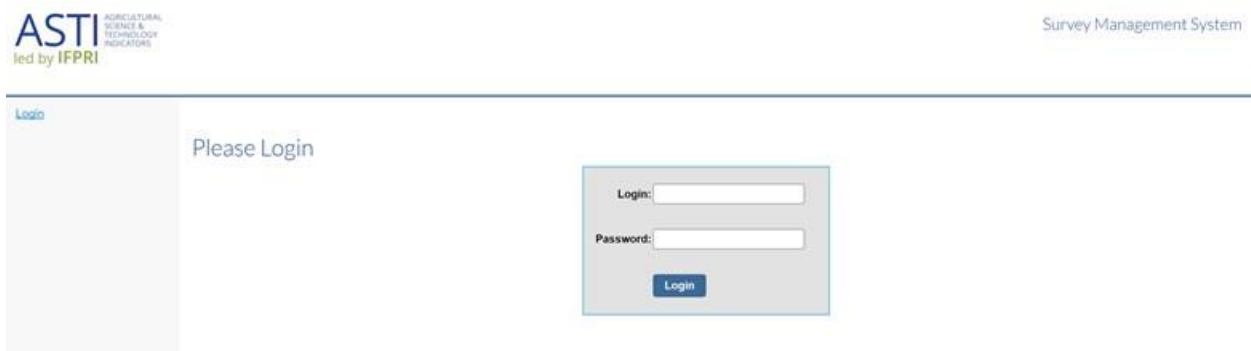 ASTI
AGRICULTURAL
SCIENCE &
TECHNOLOGY
INDICATORS
led by IFPRI
Survey Management System
Login
Please Login
Login:
Password:
Login